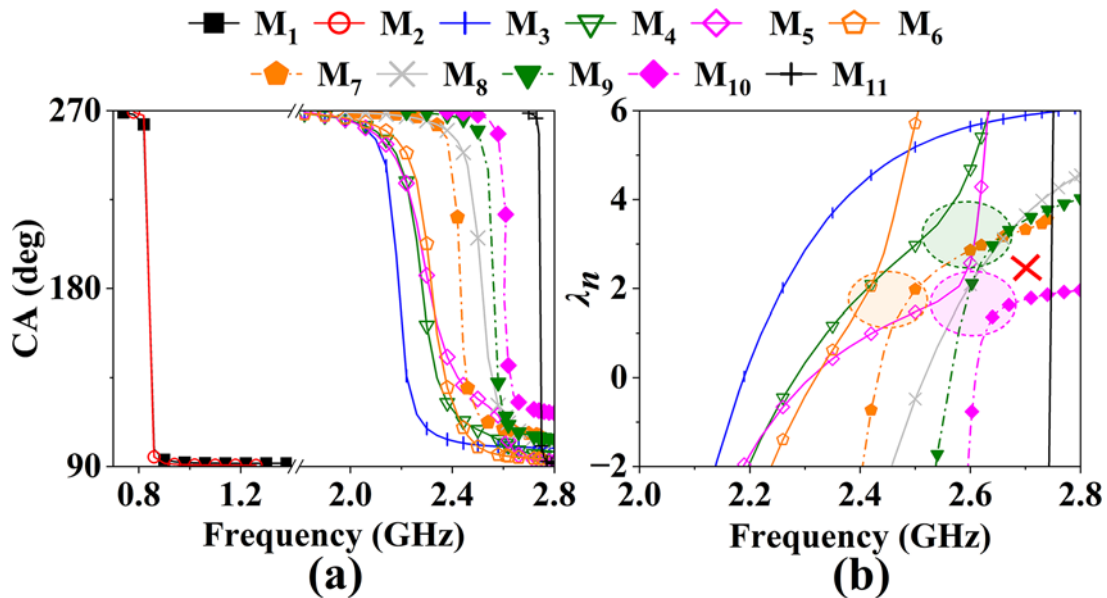 M1 M2 M3 M4 M5 M6
M7 M8 M9 M10 M11
270
180
90
CA (deg)
0.8 1.2 2.0 2.4 2.8
Frequency (GHz)
(a)
6
4
2
0
−2
λn
2.0 2.2 2.4 2.6 2.8
Frequency (GHz)
(b)